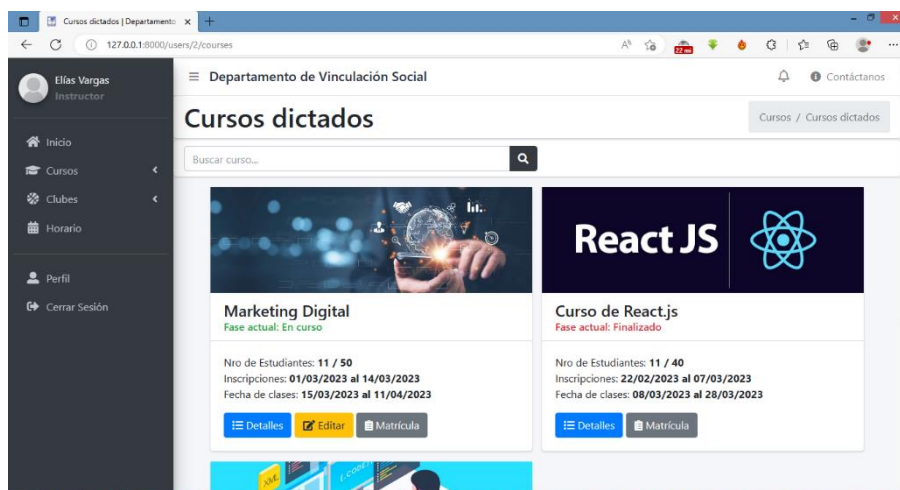 Cursos dictados | Departamento
127.0.0.1:8000/users/2/courses
22 mi
Elías Vargas
Instructor
Inicio
Cursos
Clubes
Horario
Perfil
Cerrar Sesión
Departamento de Vinculación Social
Contáctanos
Cursos dictados
Cursos / Cursos dictados
Buscar curso...
Marketing Digital
Fase actual: En curso
Nro de Estudiantes: 11 / 50
Inscripciones: 01/03/2023 al 14/03/2023
Fecha de clases: 15/03/2023 al 11/04/2023
Detalles Editar Matrícula
React JS
Curso de React.js
Fase actual: Finalizado
Nro de Estudiantes: 11 / 40
Inscripciones: 22/02/2023 al 07/03/2023
Fecha de clases: 08/03/2023 al 28/03/2023
Detalles Matrícula
XML